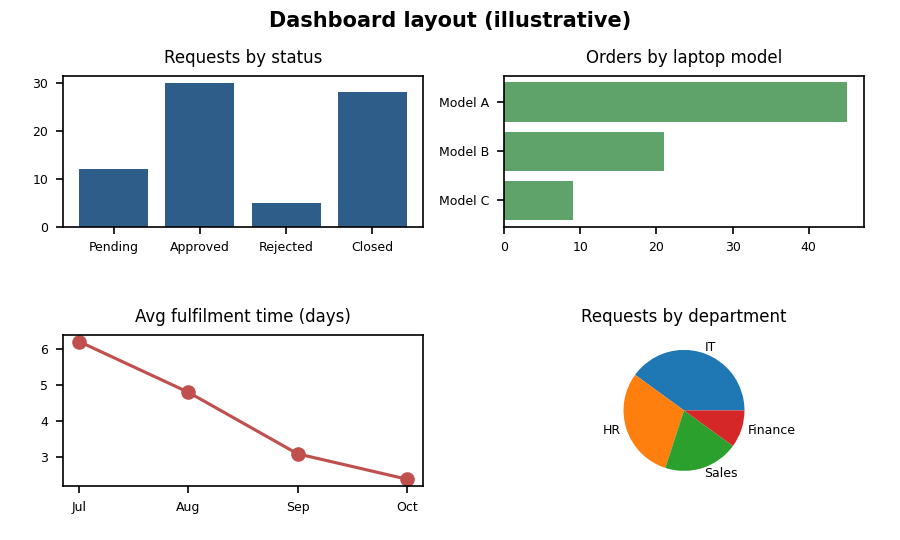 Dashboard layout (illustrative)
Requests by status
30
20
10
0
Pending Approved Rejected Closed
Orders by laptop model
Model A
Model B
Model C
0 10 20 30 40
Avg fulfilment time (days)
6
5
4
3
Jul Aug Sep Oct
Requests by department
IT
HR
Finance
Sales